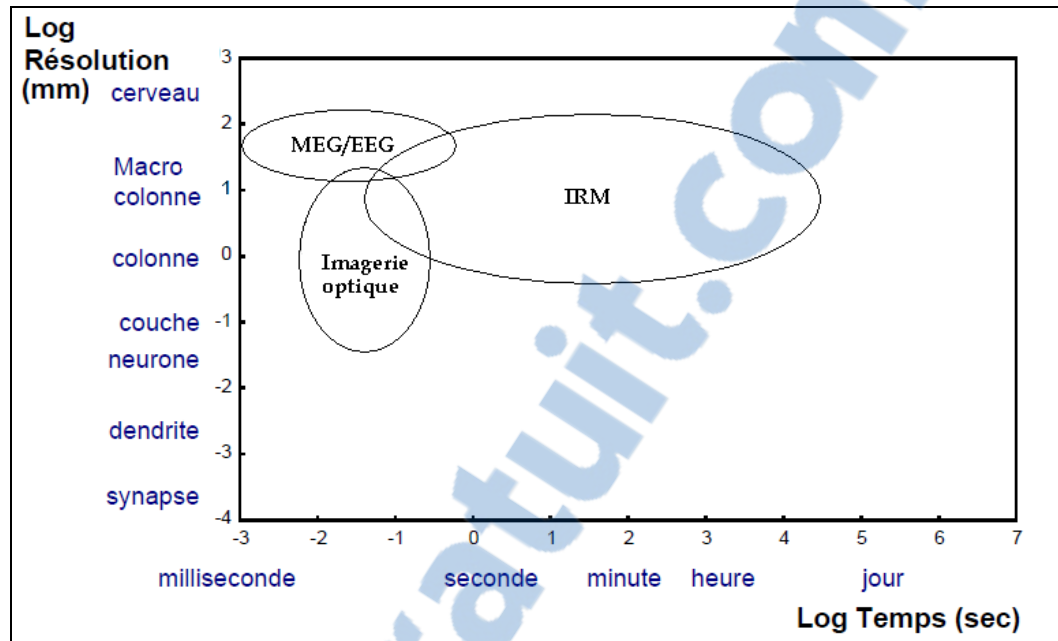 Log
Résolution
(mm)
3
cerveau
2
MEG/EEG
Macro
colonne
1
IRM
colonne
0
Imagerie
optique
couche
-1
neurone
-2
dendrite
-3
synapse
-4
-3 -2 -1 0 1 2 3 4 5 6 7
milliseconde seconde minute heure jour
Log Temps (sec)
ratuit.com